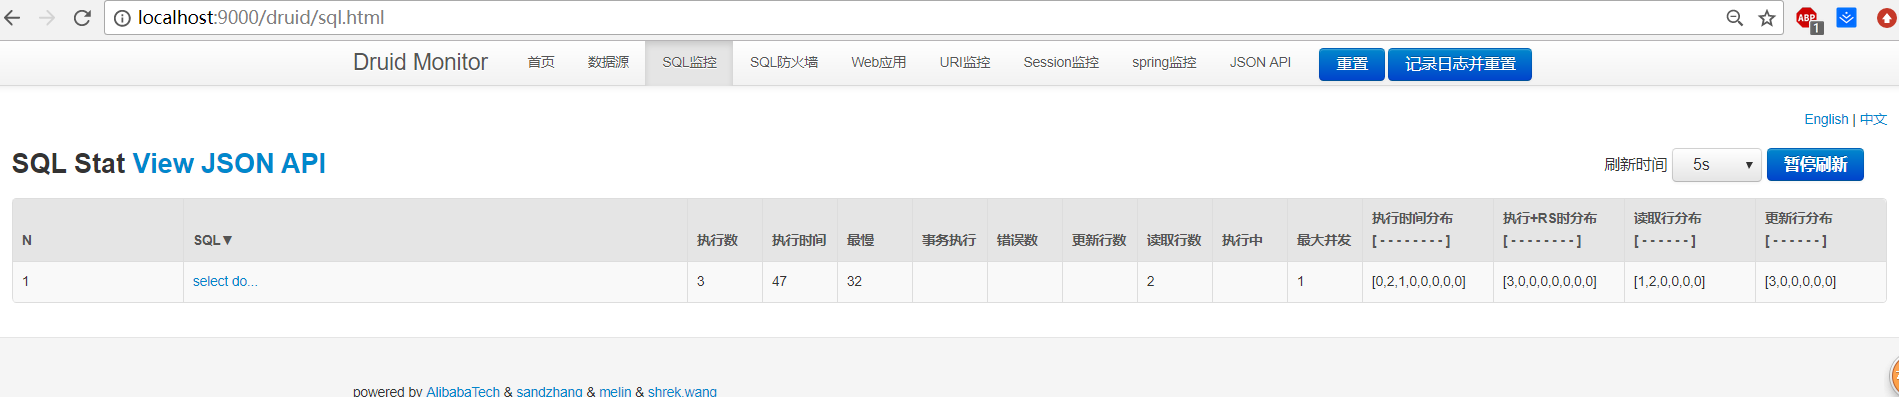 localhost:9000/druid/sql.html
ABP
1
Druid Monitor 首页 数据源 SQL监控 SQL防火墙 Web应用 URI监控 Session监控 spring监控 JSON API 重置 记录日志并重置
English | 中文
SQL Stat View JSON API 刷新时间 5s 暂停刷新
N SQL▼ 执行数 执行时间 最慢 事务执行 错误数 更新行数 读取行数 执行中 最大并发 执行时间分布 [ - - - - - - - - ] 执行+RS时分布 [ - - - - - - - - ] 读取行分布 [ - - - - - - ] 更新行分布 [ - - - - - - ]
1 select do... 3 47 32 2 1 [0,2,1,0,0,0,0,0] [3,0,0,0,0,0,0,0] [1,2,0,0,0,0] [3,0,0,0,0,0]
powered by AlibabaTech & sandzhang & melin & shrek.wang